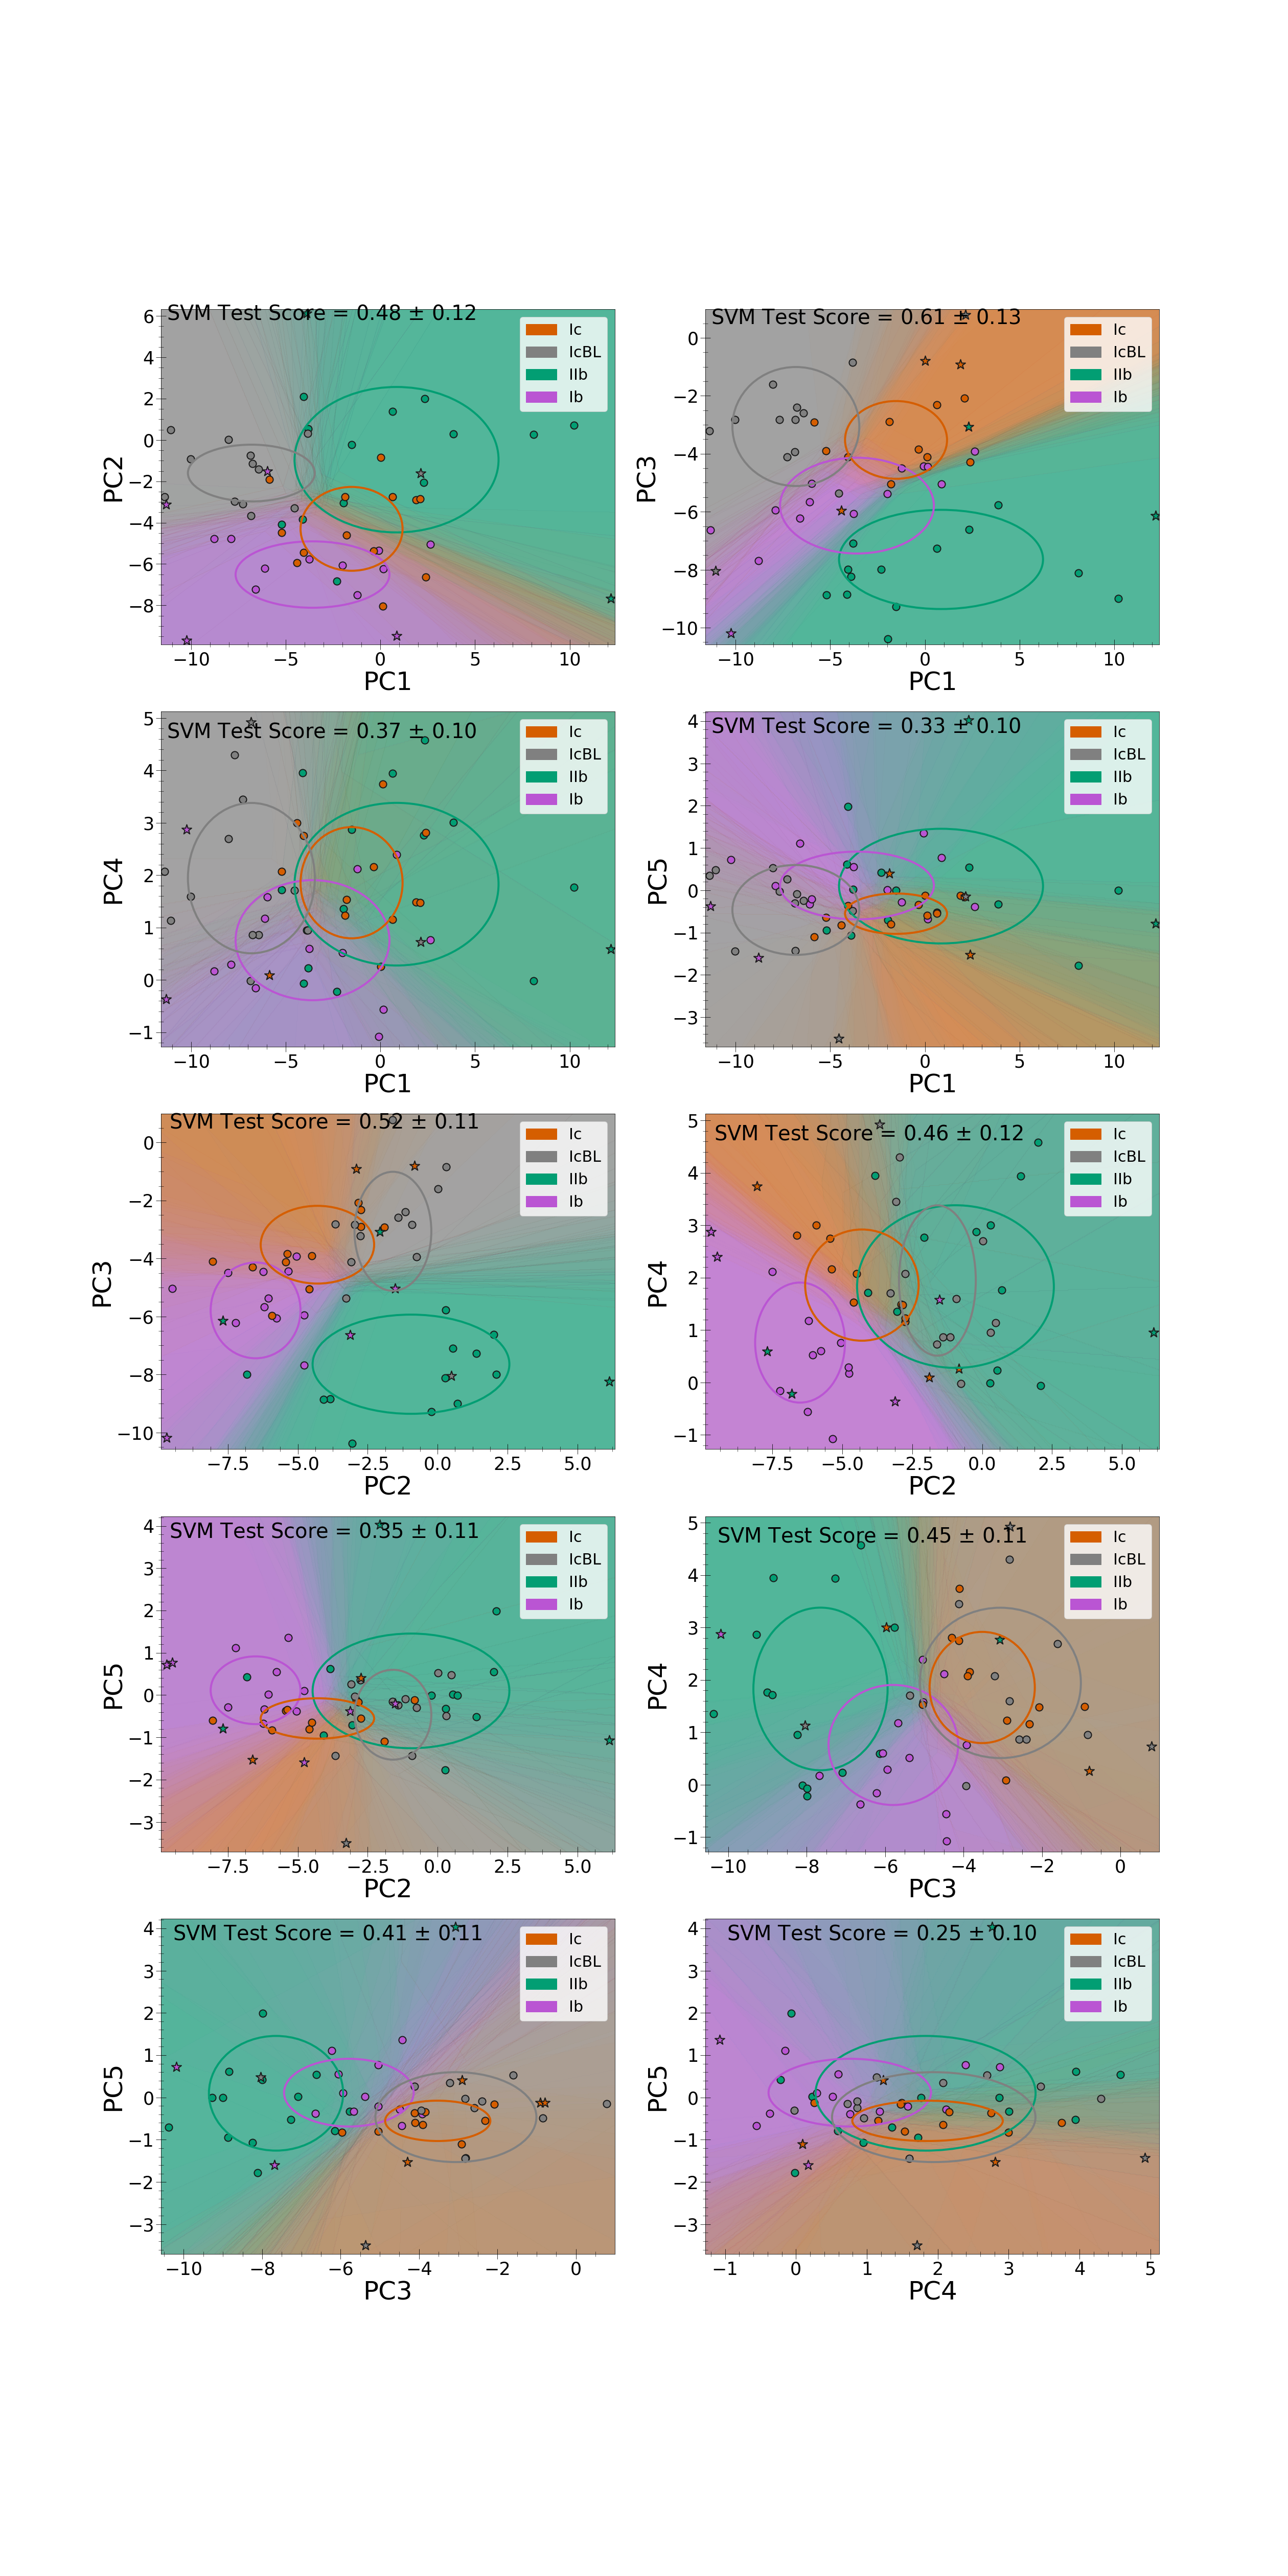 SVM Test Score = 0.48 ± 0.12
Ic
IcBL
IIb
Ib
6
4
2
0
−2
−4
−6
−8
PC2
−10 −5 0 5 10
PC1
SVM Test Score = 0.61 ± 0.13
Ic
IcBL
IIb
Ib
0
−2
−4
−6
−8
−10
PC3
−10 −5 0 5 10
PC1
SVM Test Score = 0.37 ± 0.10
Ic
IcBL
IIb
Ib
5
4
3
2
1
0
−1
PC4
−10 −5 0 5 10
PC1
SVM Test Score = 0.33 ± 0.10
Ic
IcBL
IIb
Ib
4
3
2
1
0
−1
−2
−3
PC5
−10 −5 0 5 10
PC1
SVM Test Score = 0.52 ± 0.11
Ic
IcBL
IIb
Ib
0
−2
−4
−6
−8
−10
PC3
−7.5 −5.0 −2.5 0.0 2.5 5.0
PC2
SVM Test Score = 0.46 ± 0.12
Ic
IcBL
IIb
Ib
5
4
3
2
1
0
−1
PC4
−7.5 −5.0 −2.5 0.0 2.5 5.0
PC2
SVM Test Score = 0.35 ± 0.11
Ic
IcBL
IIb
Ib
4
3
2
1
0
−1
−2
−3
PC5
−7.5 −5.0 −2.5 0.0 2.5 5.0
PC2
SVM Test Score = 0.45 ± 0.11
Ic
IcBL
IIb
Ib
5
4
3
2
1
0
−1
PC4
−10 −8 −6 −4 −2 0
PC3
SVM Test Score = 0.41 ± 0.11
Ic
IcBL
IIb
Ib
4
3
2
1
0
−1
−2
−3
PC5
−10 −8 −6 −4 −2 0
PC3
SVM Test Score = 0.25 ± 0.10
Ic
IcBL
IIb
Ib
4
3
2
1
0
−1
−2
−3
PC5
−1 0 1 2 3 4 5
PC4